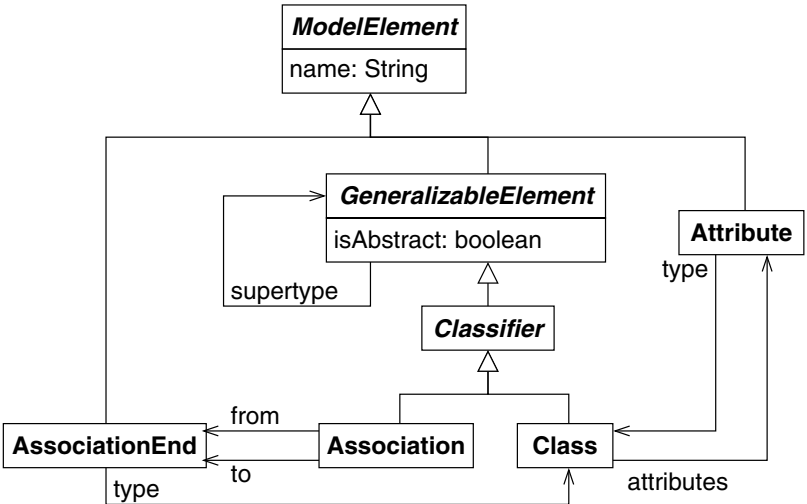 ModelElement
name: String
GeneralizableElement
isAbstract: boolean
Attribute
supertype
type
Classifier
AssociationEnd
from
to
Association
Class
type
attributes